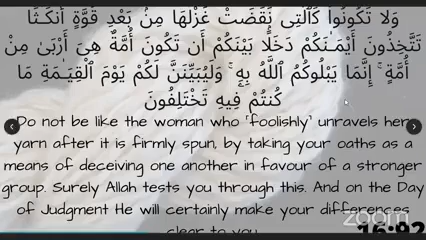 وَلَا تَكُونُوا۟ كَٱلَّتِى نَقَضَتْ غَزْلَهَا مِنۢ بَعْدِ قُوَّةٍ أَنكَـٰثًا
تَتَّخِذُونَ أَيْمَـٰنَكُمْ دَخَلًۢا بَيْنَكُمْ أَن تَكُونَ أُمَّةٌ هِىَ أَرْبَىٰ مِنْ
أُمَّةٍ ۚ إِنَّمَا يَبْلُوكُمُ ٱللَّهُ بِهِۦ ۚ وَلَيُبَيِّنَنَّ لَكُمْ يَوْمَ ٱلْقِيَـٰمَةِ مَا
كُنتُمْ فِيهِ تَخْتَلِفُونَ
Do not be like the woman who ˹foolishly˺ unravels her
yarn after it is firmly spun, by taking your oaths as a
means of deceiving one another in favour of a stronger
group. Surely Allah tests you through this. And on the Day
of Judgment He will certainly make your differences
clear to you
zoom
16:92